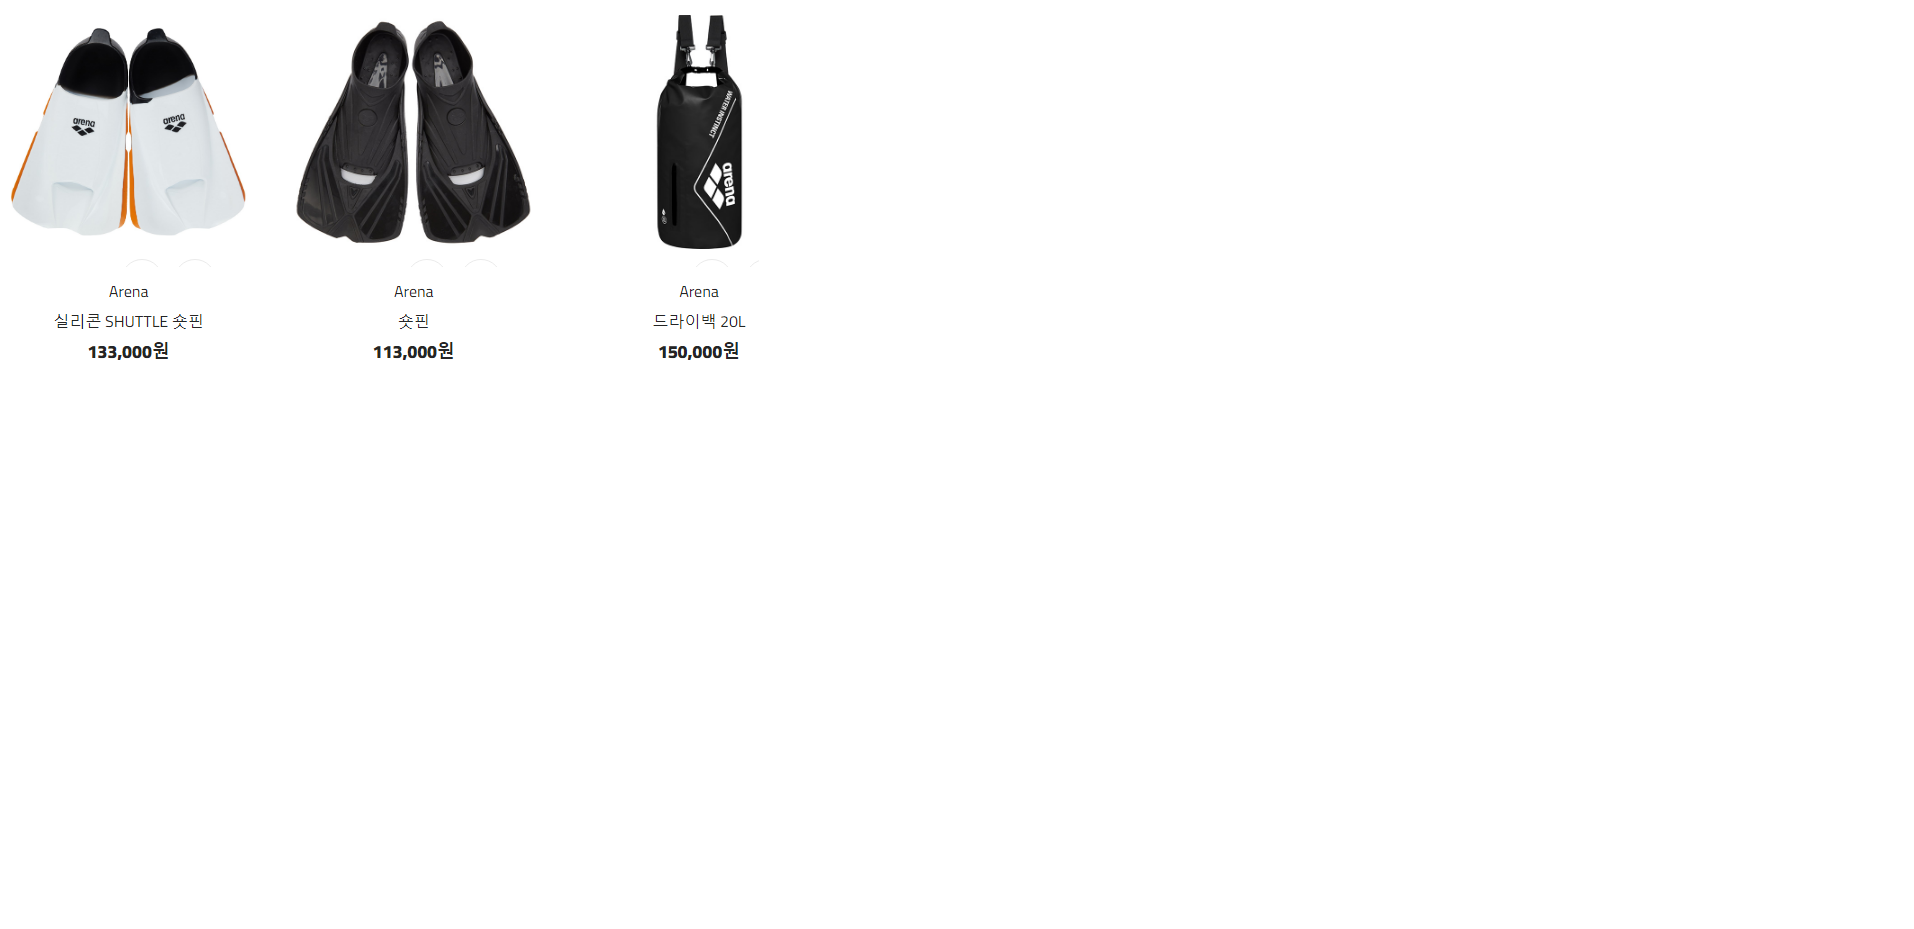 arena
arena
WATER INSTINCT
arena
Arena
실리콘 SHUTTLE 숏핀
133,000원
Arena
숏핀
113,000원
Arena
드라이백 20L
150,000원